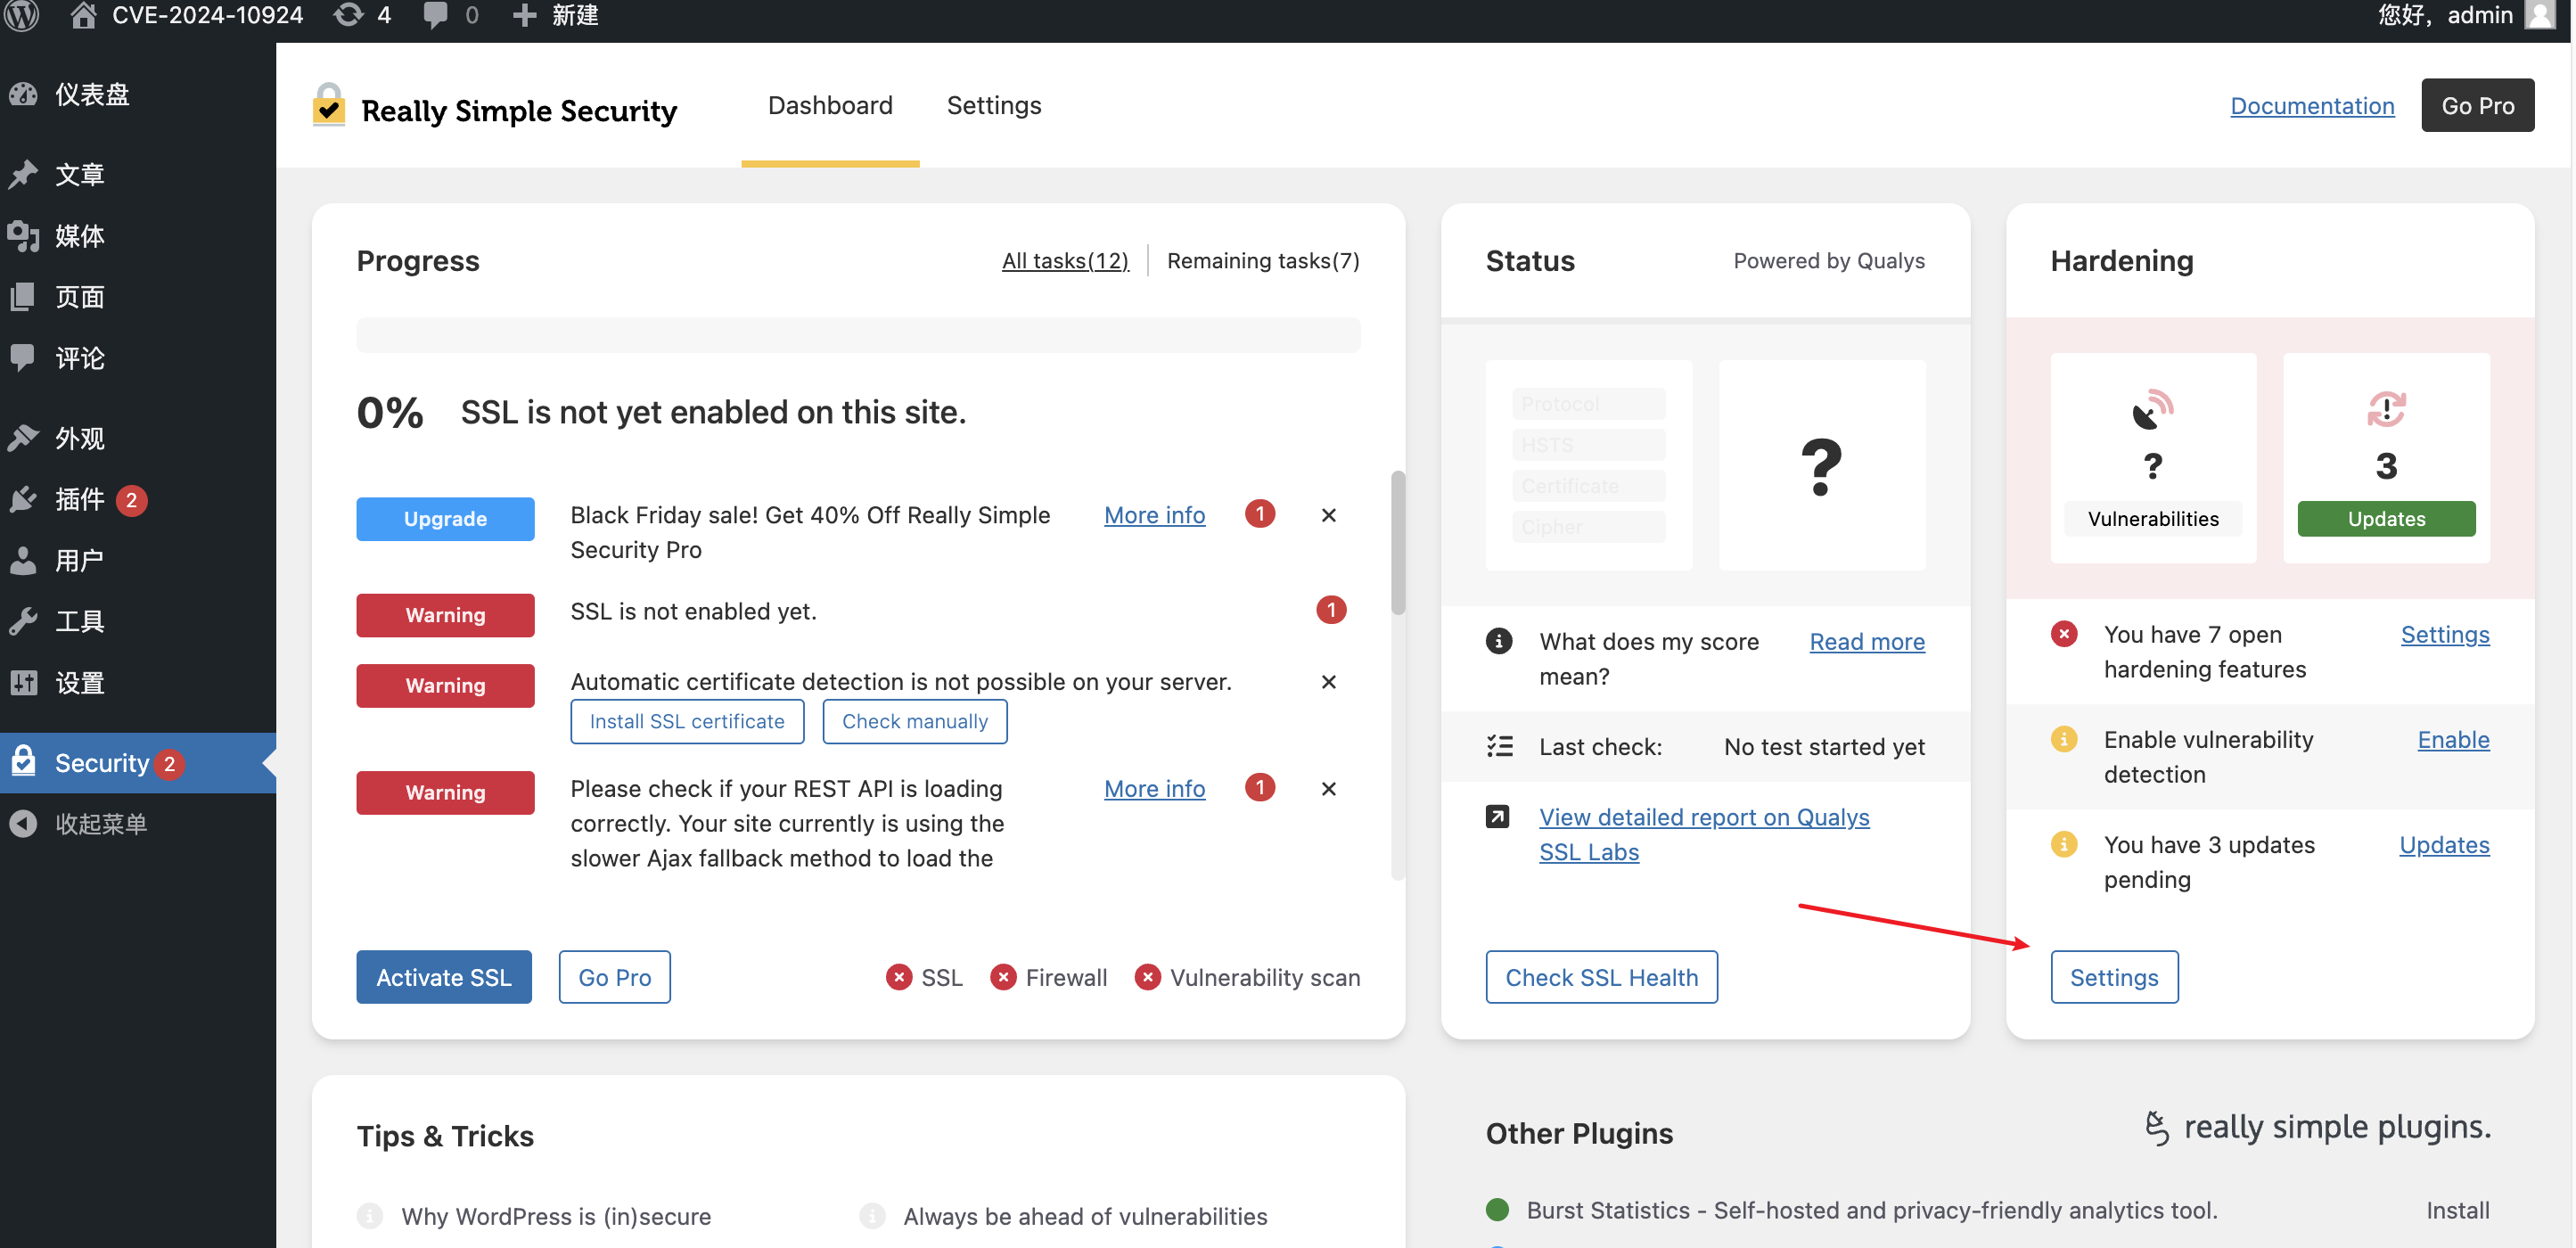 CVE-2024-10924 4 0 新建
您好，admin
仪表盘
文章
媒体
页面
评论
外观
插件 2
用户
工具
设置
Security 2
收起菜单
Really Simple Security
Dashboard Settings
Documentation Go Pro
Progress
All tasks(12) Remaining tasks(7)
0% SSL is not yet enabled on this site.
Upgrade Black Friday sale! Get 40% Off Really Simple More info 1
Security Pro
Warning SSL is not enabled yet. 1
Warning Automatic certificate detection is not possible on your server.
Install SSL certificate Check manually
Warning Please check if your REST API is loading More info 1
correctly. Your site currently is using the
slower Ajax fallback method to load the
Activate SSL Go Pro SSL Firewall Vulnerability scan
Status Powered by Qualys
Protocol
HSTS
Certificate
Cipher
?
What does my score Read more
mean?
Last check: No test started yet
View detailed report on Qualys
SSL Labs
Check SSL Health
Hardening
? 3
Vulnerabilities Updates
You have 7 open Settings
hardening features
Enable vulnerability Enable
detection
You have 3 updates Updates
pending
Settings
Tips & Tricks
Why WordPress is (in)secure Always be ahead of vulnerabilities
Other Plugins really simple plugins.
Burst Statistics - Self-hosted and privacy-friendly analytics tool. Install